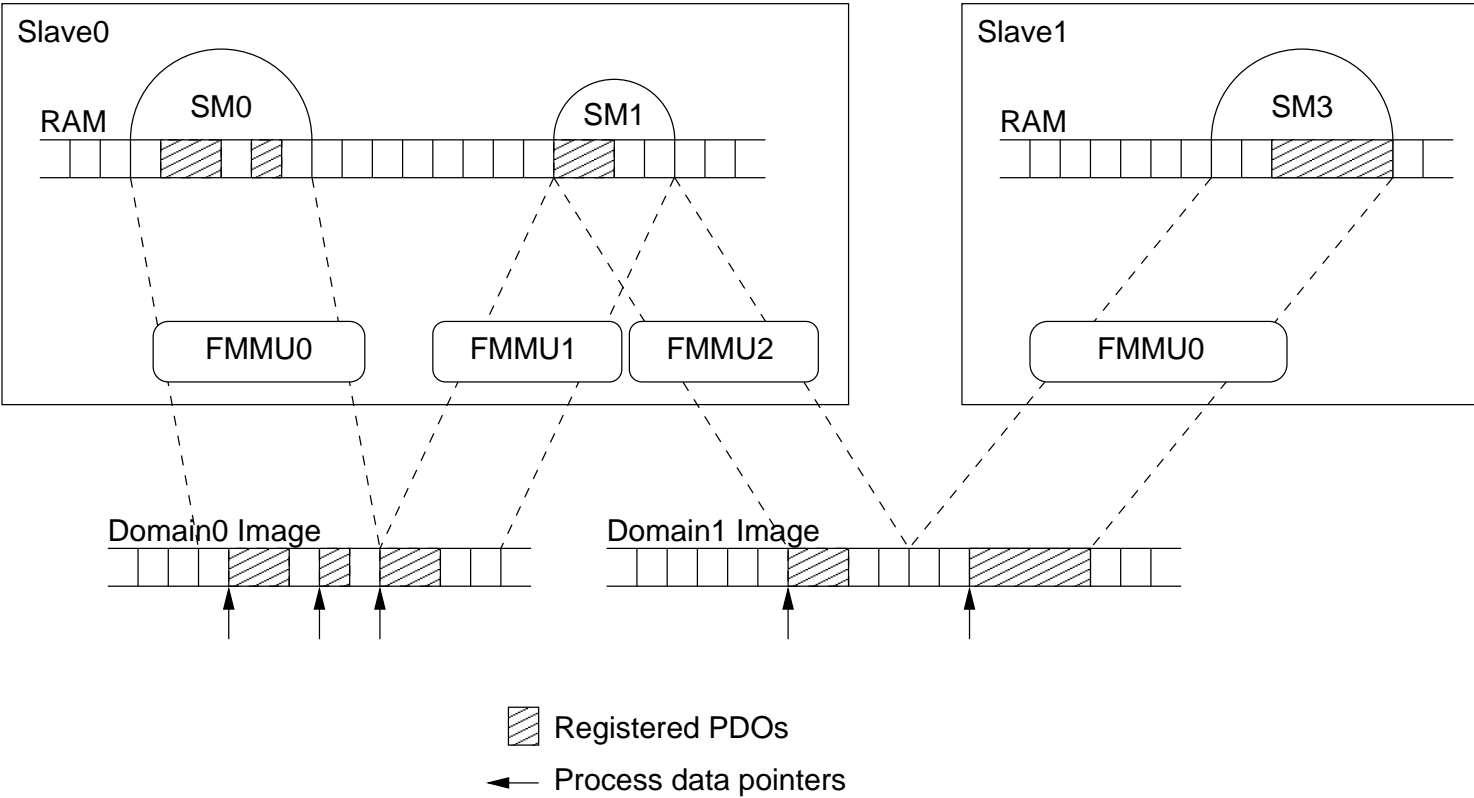 Slave0
Slave1
SM0
SM1
SM3
RAM
RAM
FMMU0
FMMU1
FMMU2
FMMU0
Domain0 Image
Domain1 Image
Registered PDOs
Process data pointers